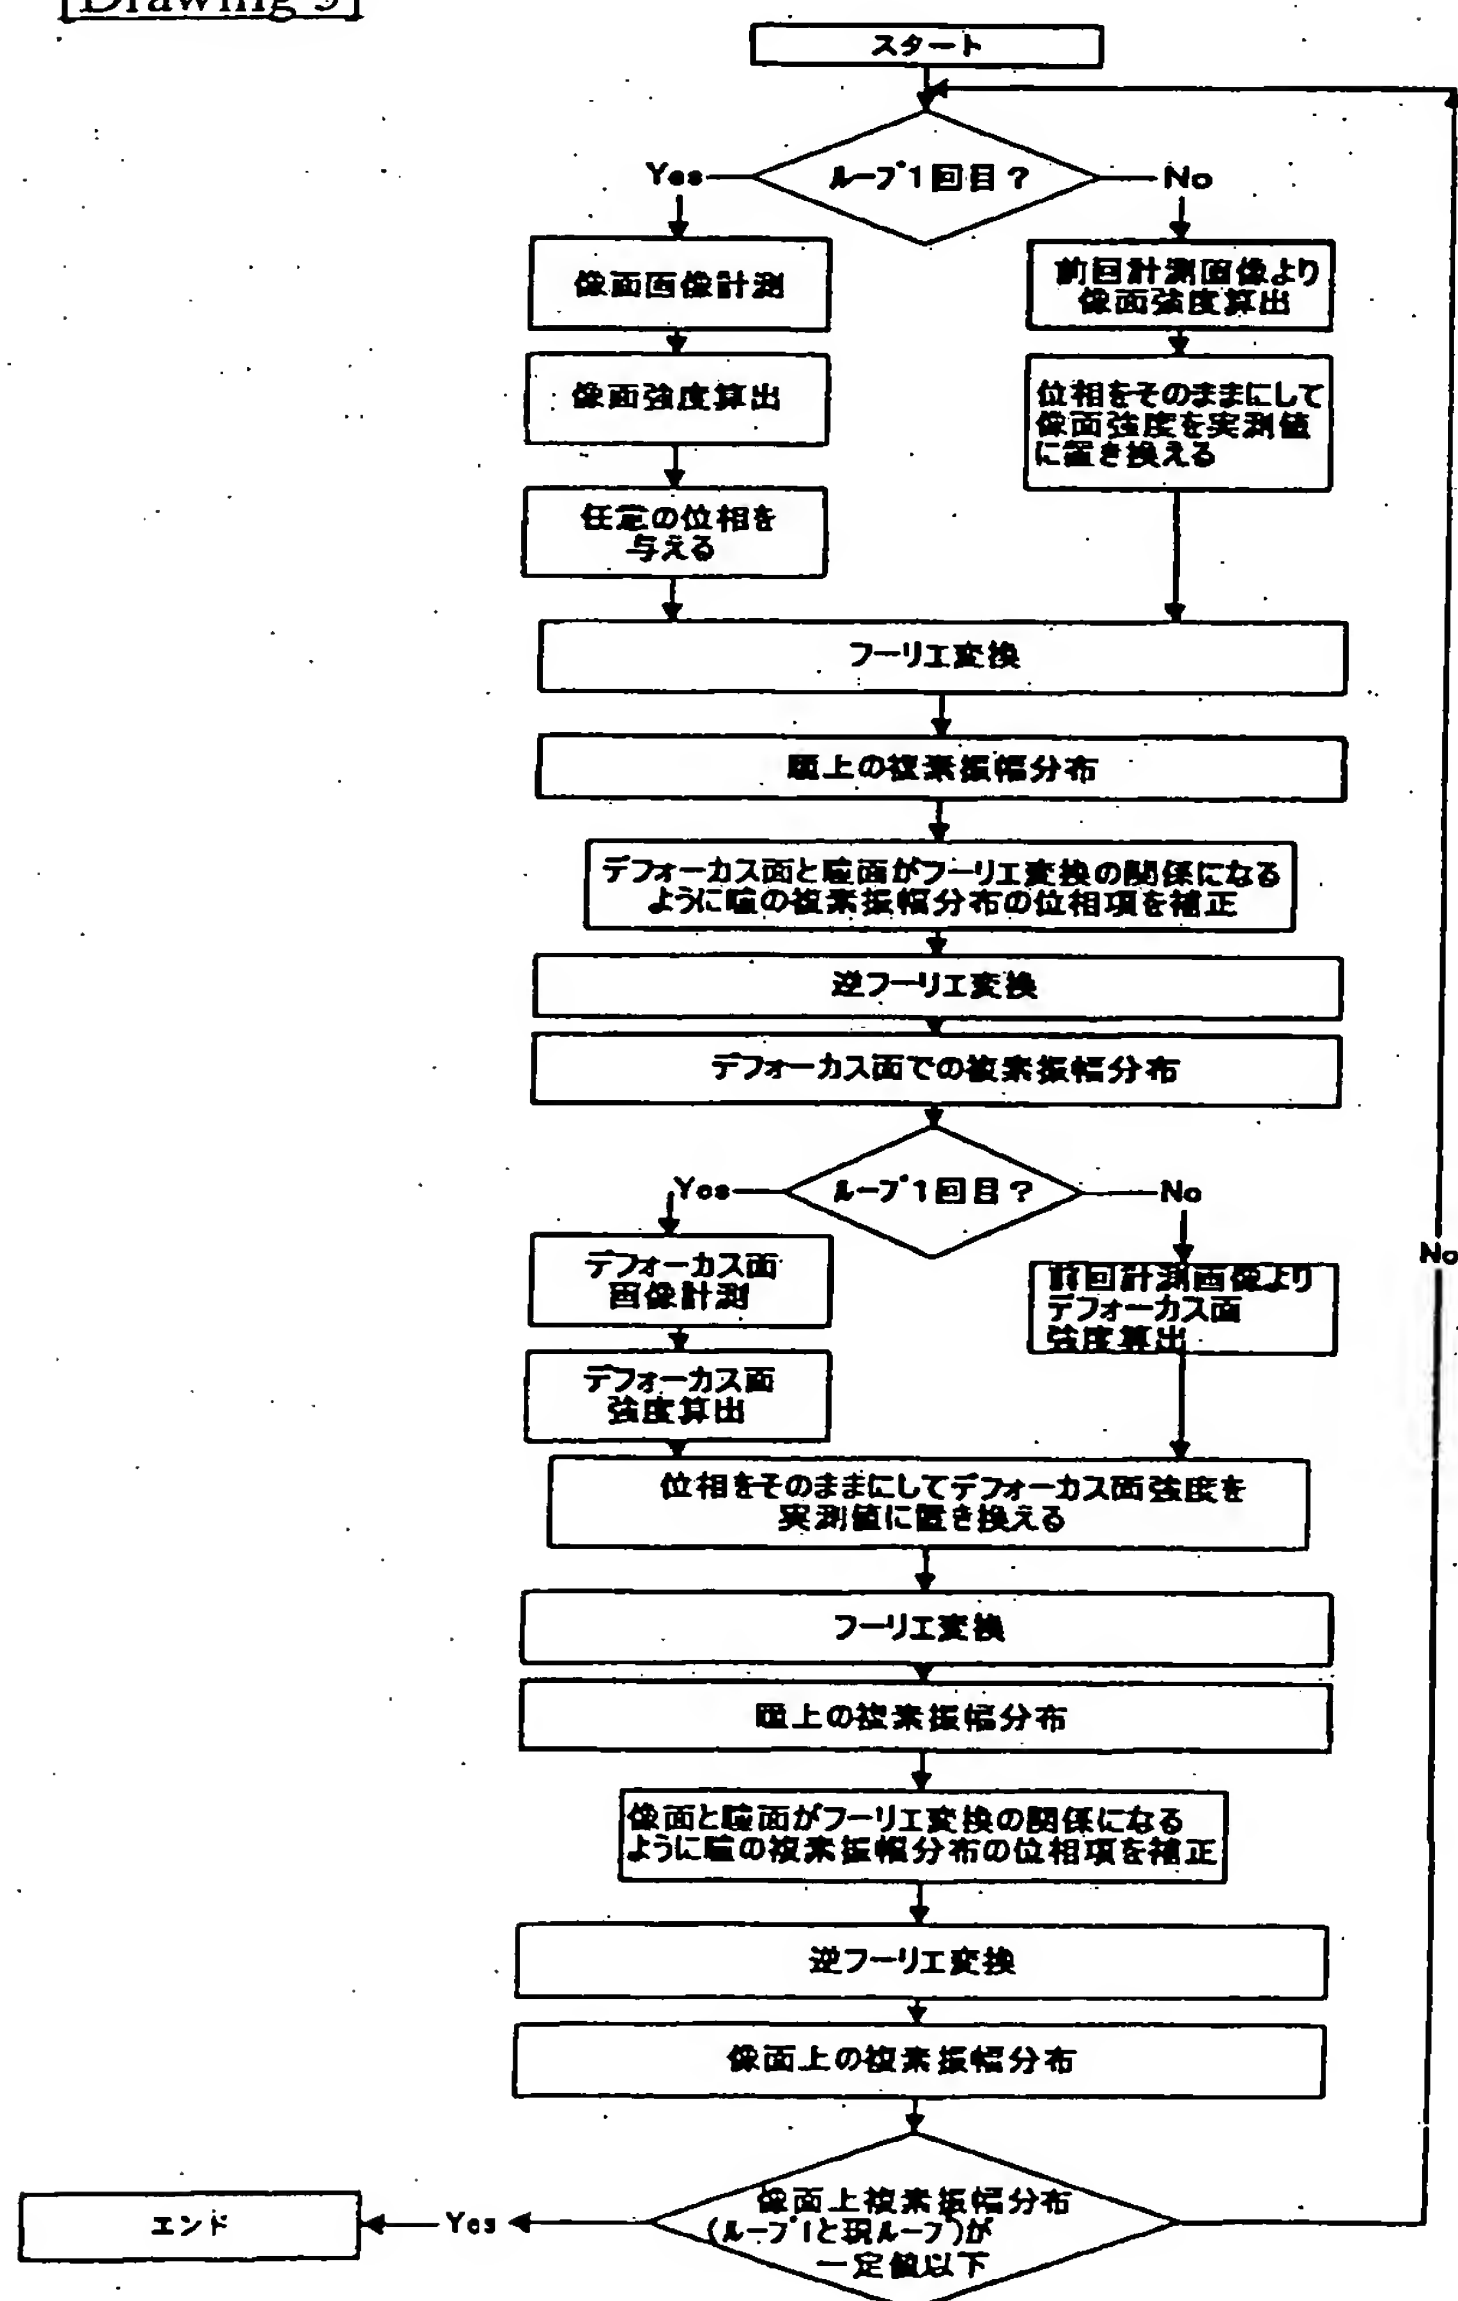 [Drawing 9]
スタート
ループ1回目?
Yes
No
像面画像計測
前回計測画像より
像面強度算出
像面強度算出
位相をそのままにして
像面強度を実測値
に置き換える
任意の位相を
与える
フーリエ変換
瞳上の複素振幅分布
デフォーカス面と瞳面がフーリエ変換の関係になる
ように瞳の複素振幅分布の位相項を補正
逆フーリエ変換
デフォーカス面での複素振幅分布
ループ1回目?
Yes
No
No
デフォーカス面
画像計測
前回計測画像より
デフォーカス面
強度算出
デフォーカス面
強度算出
位相をそのままにしてデフォーカス面強度を
実測値に置き換える
フーリエ変換
瞳上の複素振幅分布
像面と瞳面がフーリエ変換の関係になる
ように瞳の複素振幅分布の位相項を補正
逆フーリエ変換
像面上の複素振幅分布
像面上複素振幅分布
(ループ1と現ループ)が
一定値以下
Yes
エンド